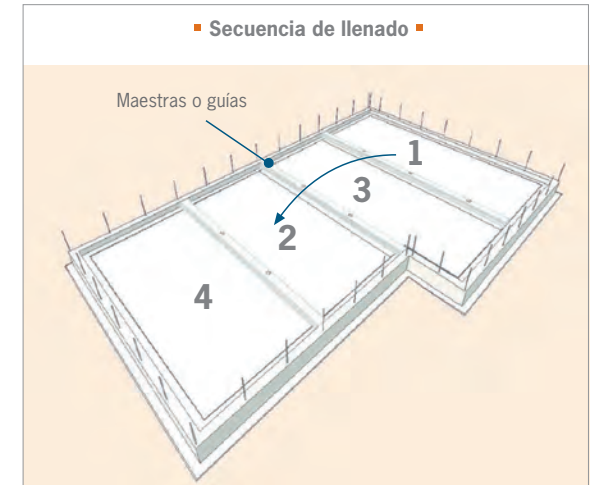 ▪ Secuencia de llenado ▪
Maestras o guías
1
3
2
4